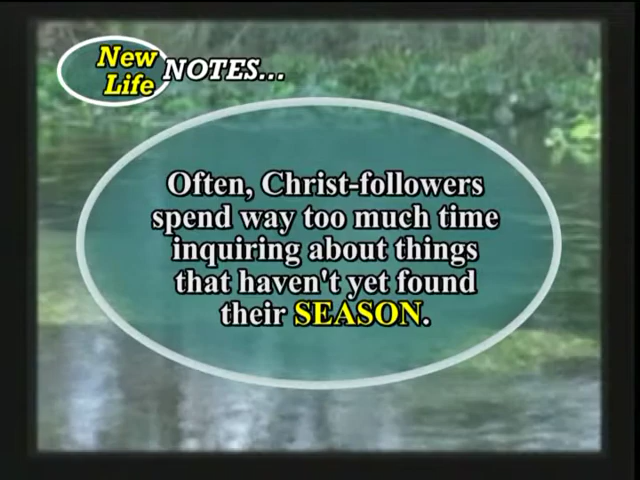 New
Life
NOTES...
Often, Christ-followers
spend way too much time
inquiring about things
that haven't yet found
their SEASON.